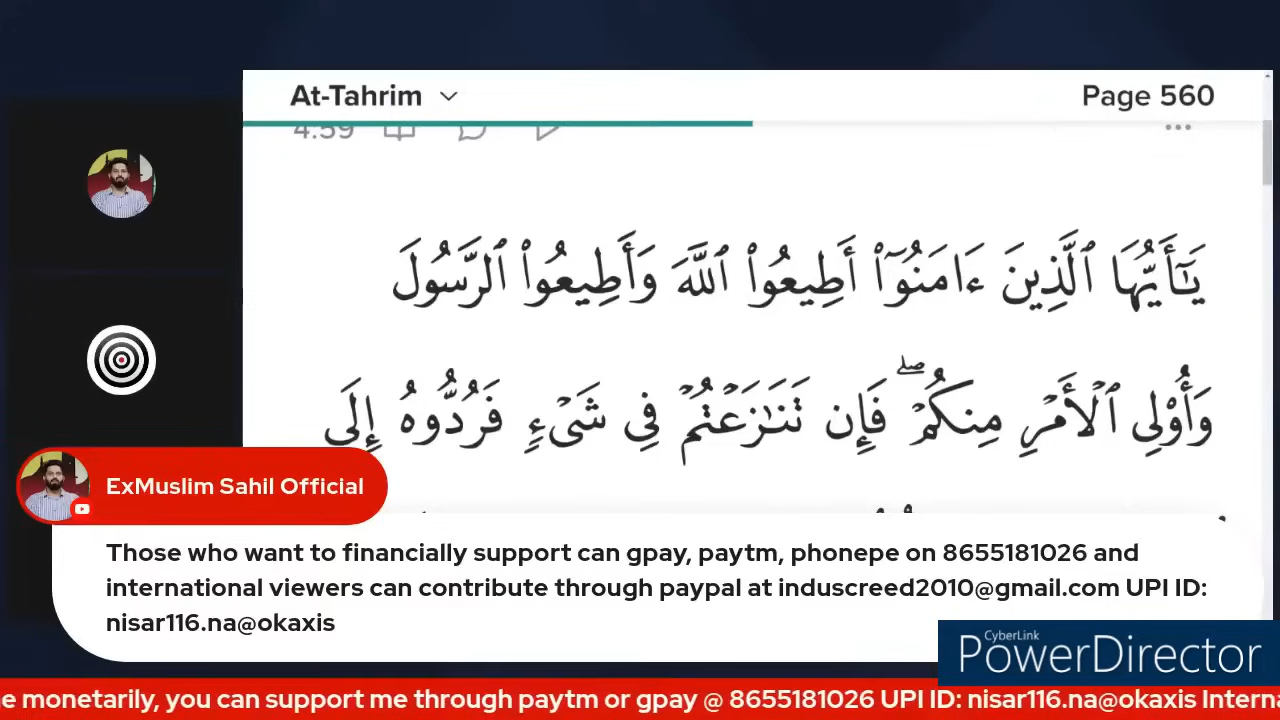 At-Tahrim
Page 560
4:59
يَـٰٓأَيُّهَا ٱلَّذِينَ ءَامَنُوٓا۟ أَطِيعُوا۟ ٱللَّهَ وَأَطِيعُوا۟ ٱلرَّسُولَ
وَأُو۟لِى ٱلْأَمْرِ مِنكُمْ ۖ فَإِن تَنَـٰزَعْتُمْ فِى شَىْءٍ فَرُدُّوهُ إِلَى
ExMuslim Sahil Official
Those who want to financially support can gpay, paytm, phonepe on 8655181026 and
international viewers can contribute through paypal at induscreed2010@gmail.com UPI ID:
nisar116.na@okaxis
CyberLink
PowerDirector
e monetarily, you can support me through paytm or gpay @ 8655181026 UPI ID: nisar116.na@okaxis Interna